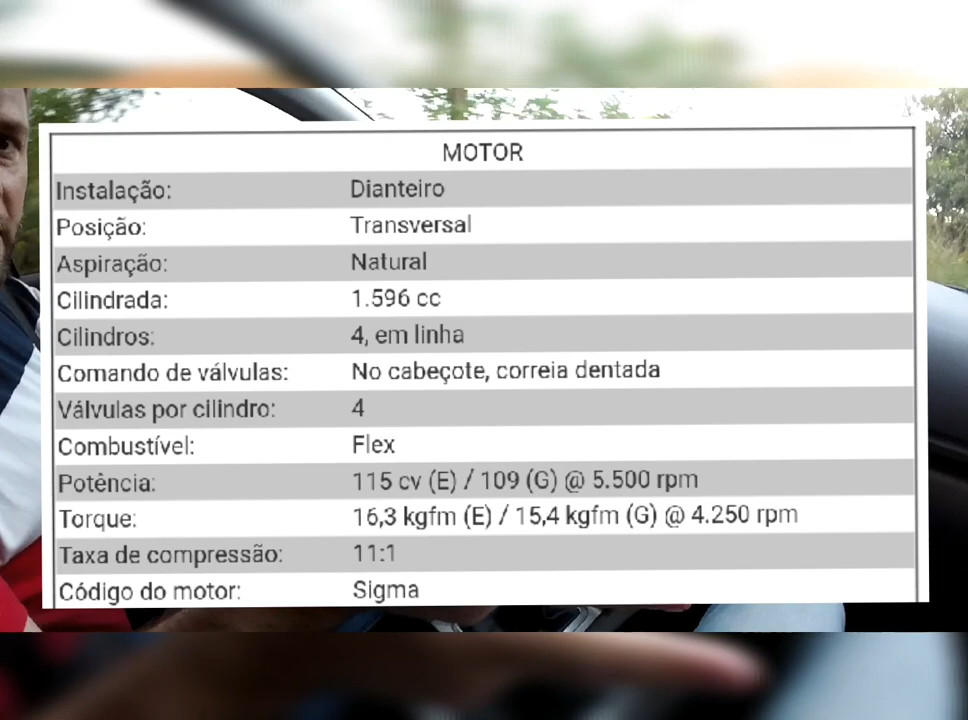 MOTOR
Instalação: Dianteiro
Posição: Transversal
Aspiração: Natural
Cilindrada: 1.596 cc
Cilindros: 4, em linha
Comando de válvulas: No cabeçote, correia dentada
Válvulas por cilindro: 4
Combustível: Flex
Potência: 115 cv (E) / 109 (G) @ 5.500 rpm
Torque: 16,3 kgfm (E) / 15,4 kgfm (G) @ 4.250 rpm
Taxa de compressão: 11:1
Código do motor: Sigma